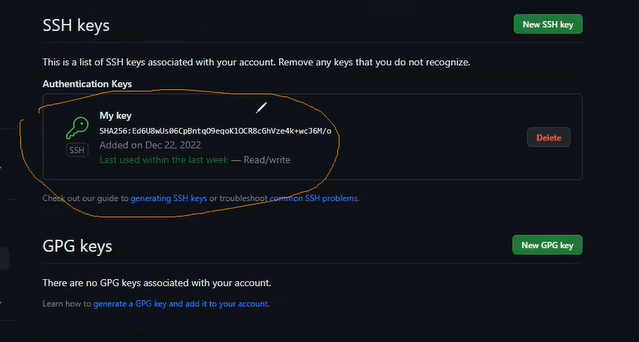 SSH keys
New SSH key
This is a list of SSH keys associated with your account. Remove any keys that you do not recognize.
Authentication Keys
My key
SHA256:Ed6U8wUs06CpBntqO9eqoKlOCR8cGhVze4k+wcJ6M/o
SSH
Added on Dec 22, 2022
Last used within the last week — Read/write
Delete
Check out our guide to generating SSH keys or troubleshoot common SSH problems.
GPG keys
New GPG key
There are no GPG keys associated with your account.
Learn how to generate a GPG key and add it to your account.